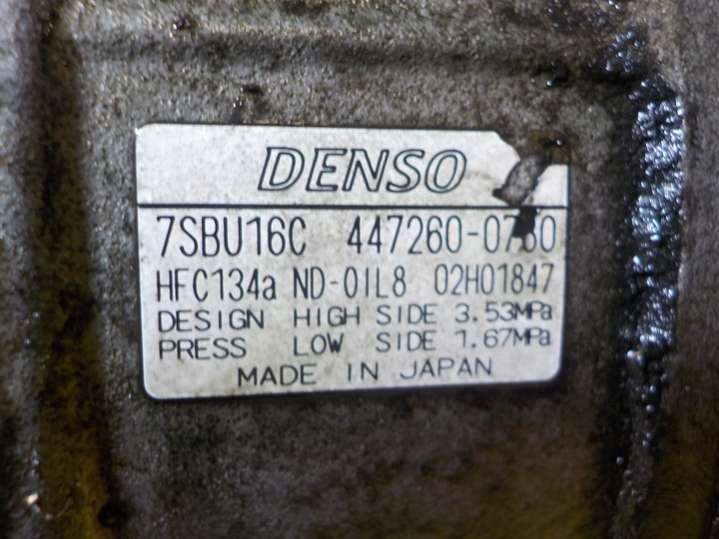 DENSO
7SBU16C
HFC134a ND-OIL8 02H01847
DESIGN HIGH SIDE 3.53MPa
PRESS LOW SIDE 1.67MPa
MADE IN JAPAN